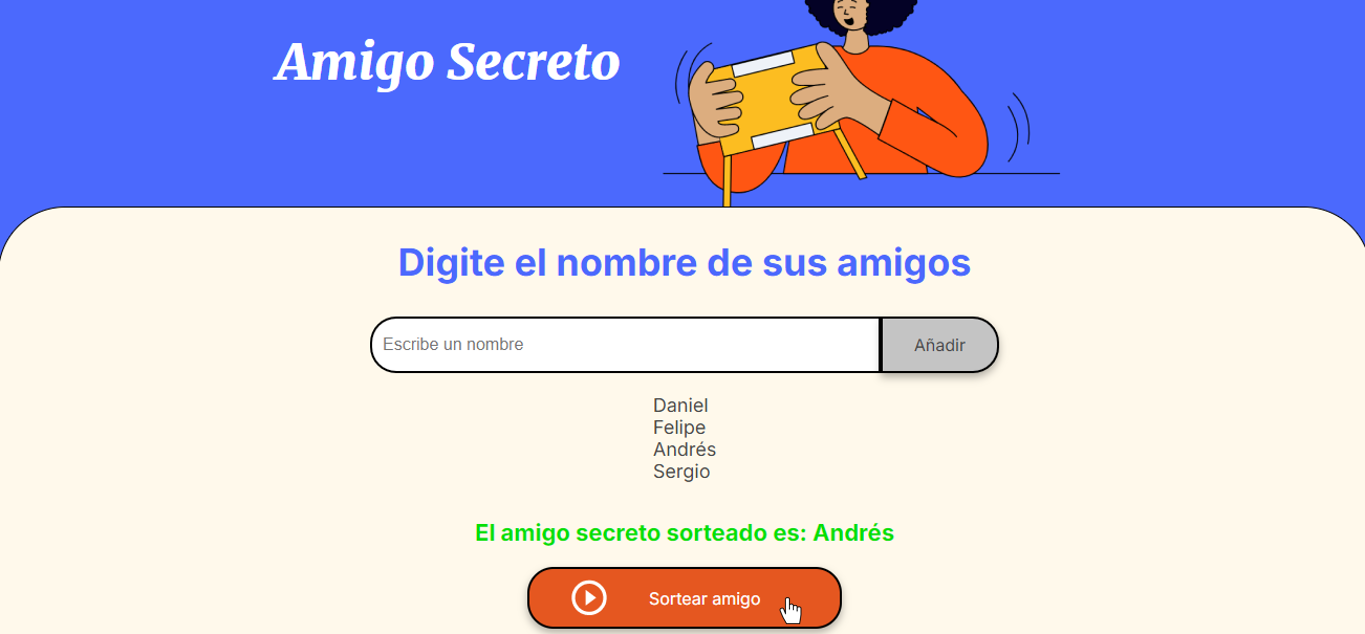 Amigo Secreto
Digite el nombre de sus amigos
Escribe un nombre
Añadir
Daniel
Felipe
Andrés
Sergio
El amigo secreto sorteado es: Andrés
Sortear amigo